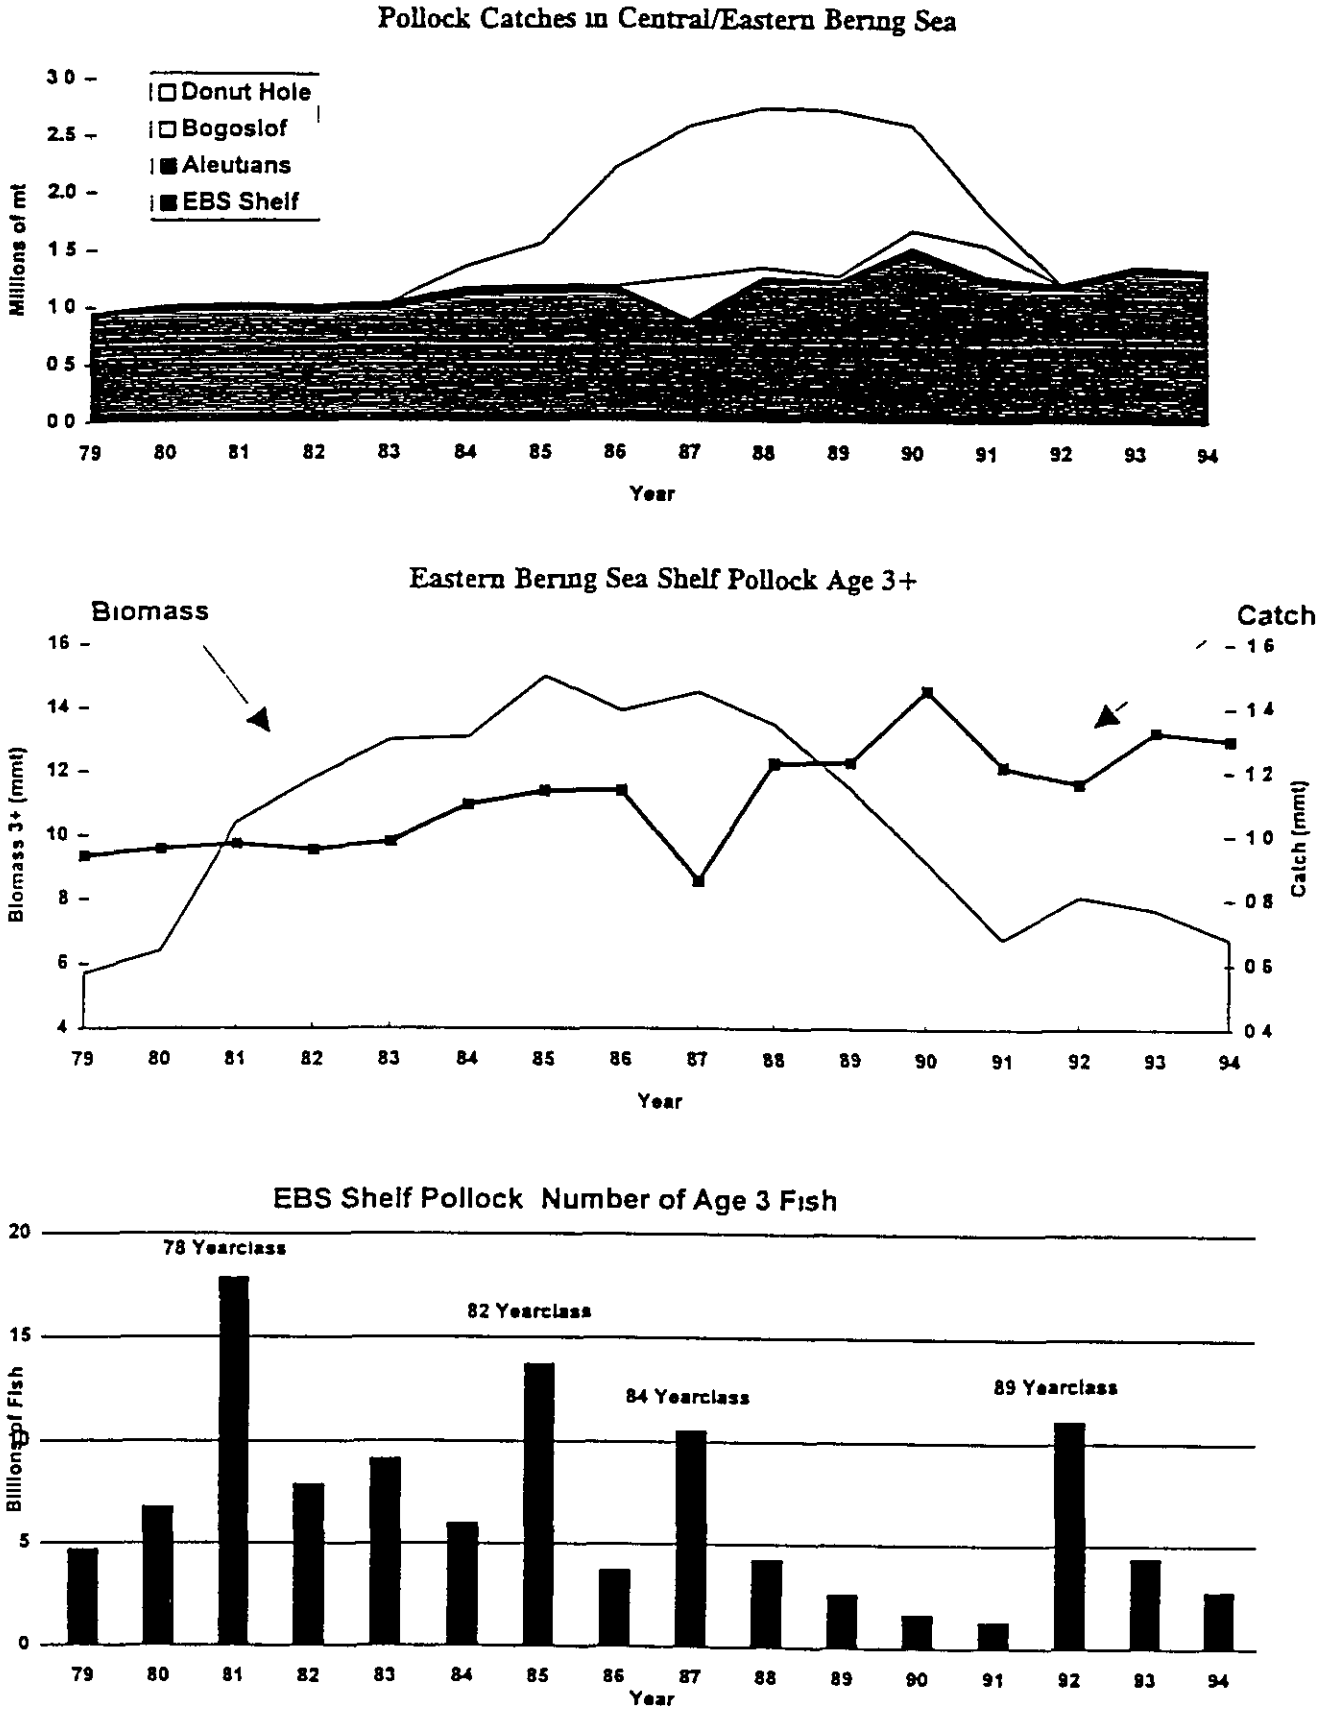 Pollock Catches in Central/Eastern Bering Sea
3 0
2.5
2.0
1 5
1 0
0 5
0 0
Millions of mt
Donut Hole
Bogoslof
Aleutians
EBS Shelf
79 80 81 82 83 84 85 86 87 88 89 90 91 92 93 94
Year
Eastern Bering Sea Shelf Pollock Age 3+
Biomass
Catch
16
14
12
10
8
6
4
Biomass 3+ (mmt)
1 6
1 4
1 2
1 0
0 8
0 6
0 4
Catch (mmt)
79 80 81 82 83 84 85 86 87 88 89 90 91 92 93 94
Year
EBS Shelf Pollock Number of Age 3 Fish
20
15
10
5
0
Billions of Fish
78 Yearclass
82 Yearclass
84 Yearclass
89 Yearclass
79 80 81 82 83 84 85 86 87 88 89 90 91 92 93 94
Year